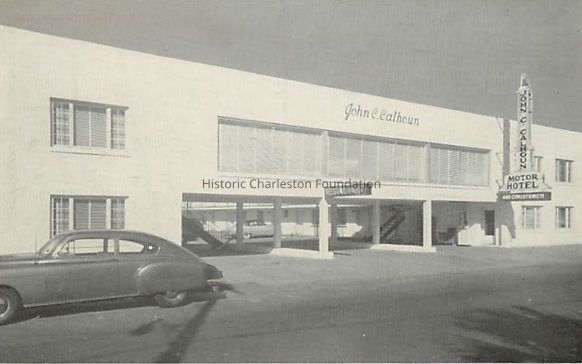 John C. Calhoun
JOHN C. CALHOUN
MOTOR
HOTEL
AIR CONDITIONED
Historic Charleston Foundation